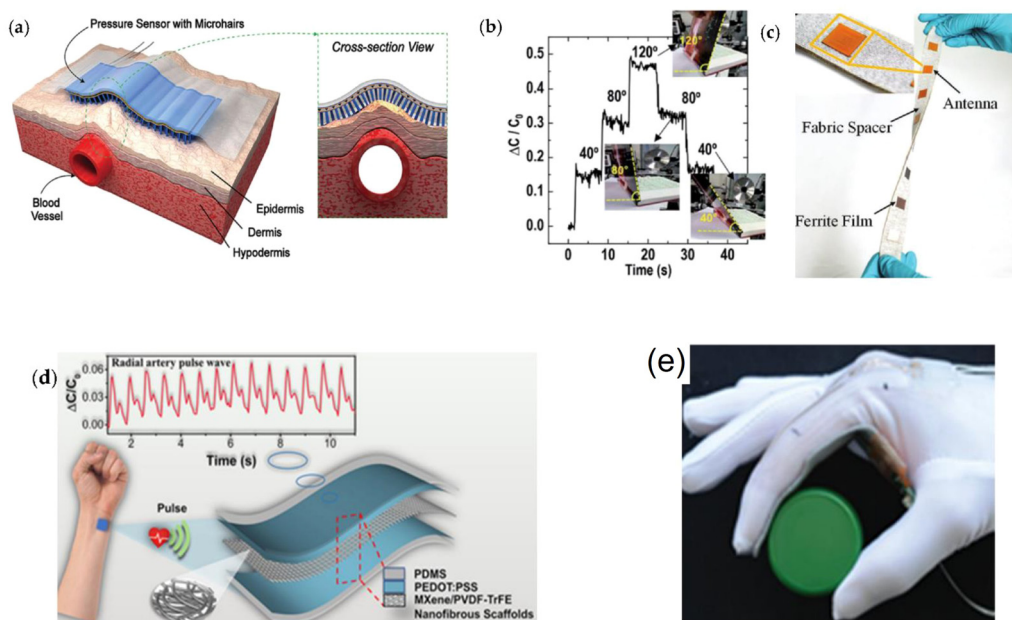 (a)
Pressure Sensor with Microhairs
Cross-section View
Blood
Vessel
Epidermis
Dermis
Hypodermis
(b)
ΔC / C₀
0.5
0.4
0.3
0.2
0.1
0.0
120°
120°
80°
80°
80°
40°
40°
40°
0 10 20 30 40
Time (s)
(c)
Antenna
Fabric Spacer
Ferrite Film
(d)
Radial artery pulse wave
ΔC/C₀
0.06
0.03
0.00
2 4 6 8 10
Time (s)
Pulse
PDMS
PEDOT:PSS
MXene/PVDF-TrFE
Nanofibrous Scaffolds
(e)